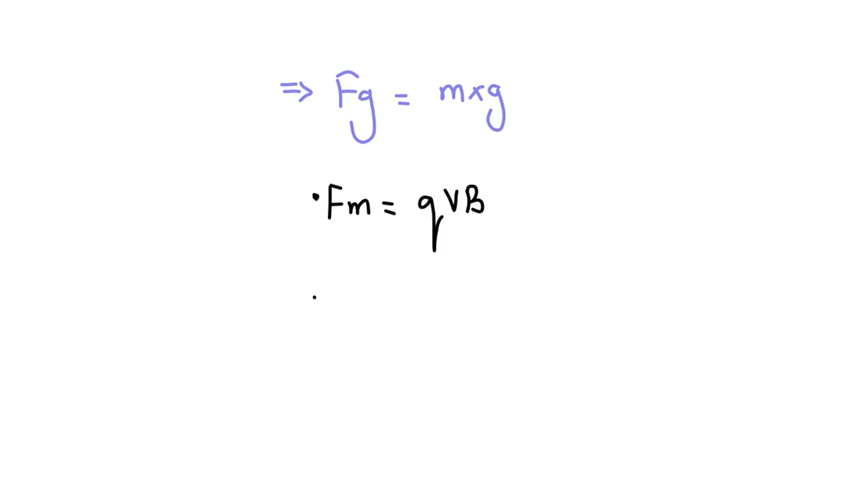 => Fg = m×g
• Fm = qVB
•